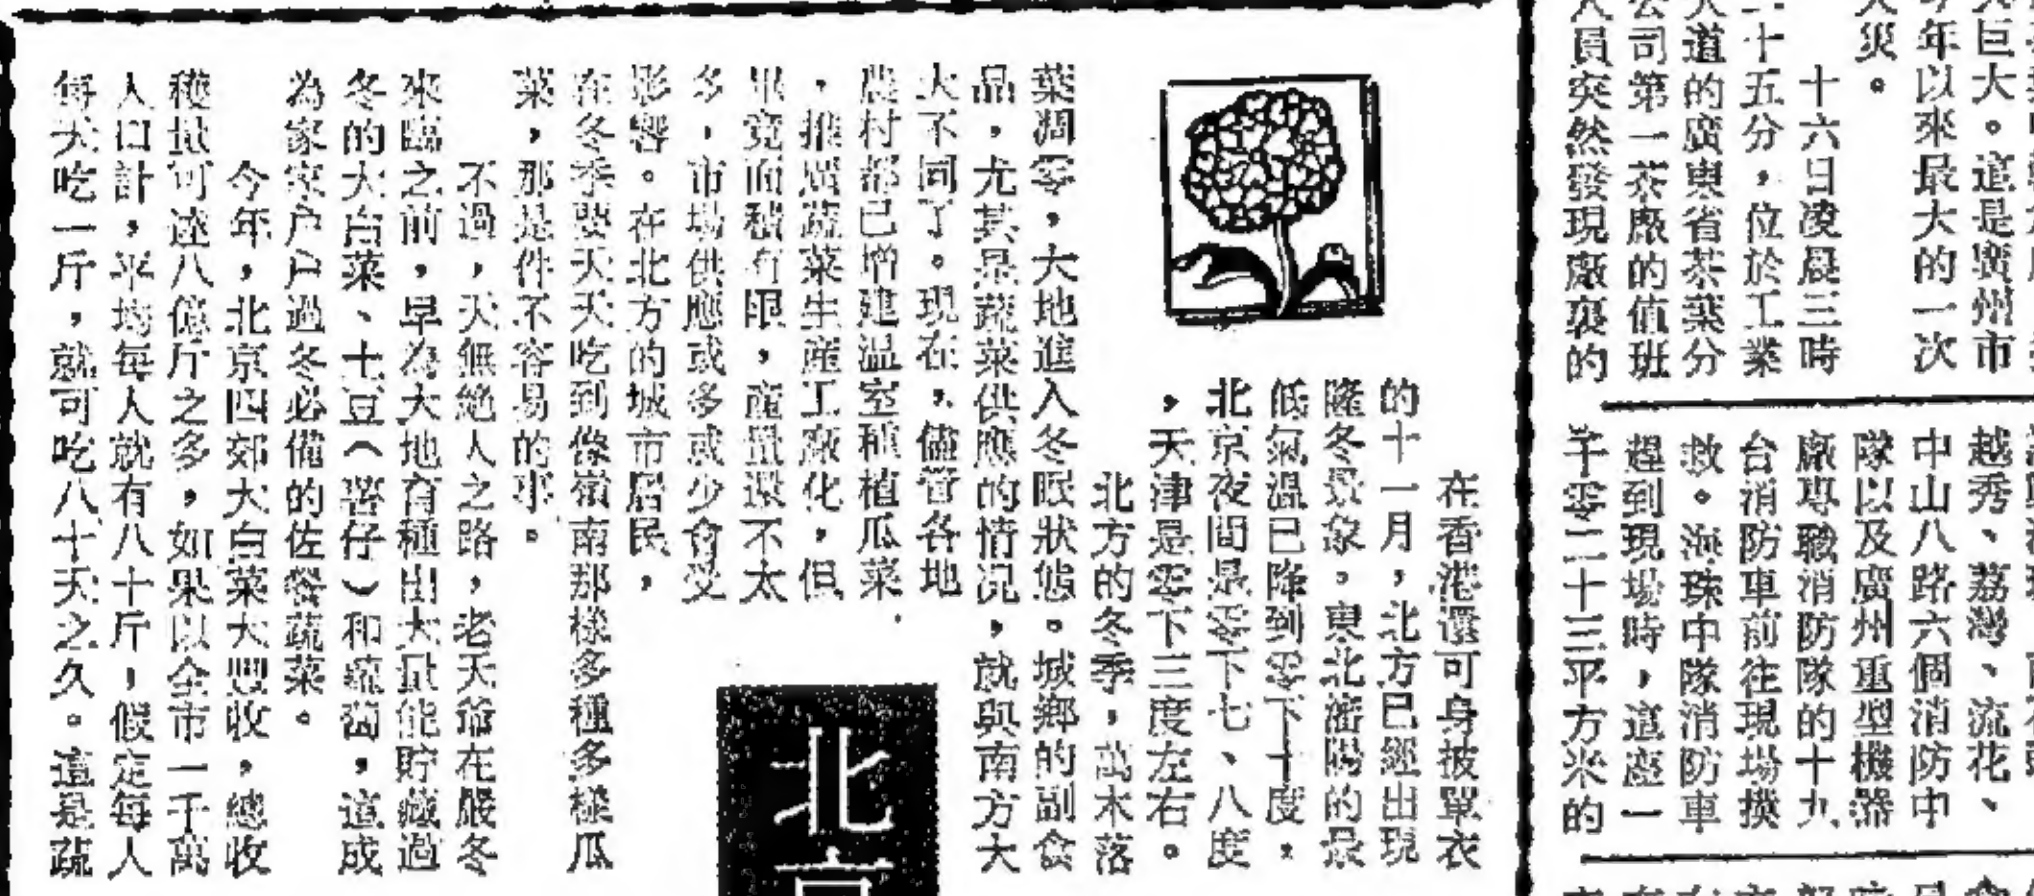 在香港還可身披單衣
的十一月，北方已經出現
隆冬景象。東北瀋陽的最
低氣溫已降到零下十度，
北京夜間是零下七、八度
，天津是零下三度左右。
北方的冬季，萬木落
葉凋零，大地進入冬眠狀態。城鄉的副食
品，尤其是蔬菜供應的情況，就與南方大
大不同了。現在，儘管各地
農村都已增建温室種植瓜菜
，推廣蔬菜生産工廠化，但
畢竟面積有限，產量還不太
多，市場供應或多或少會受
影響。在北方的城市居民，
在冬季要天天吃到像嶺南那樣多種多樣瓜
菜，那是件不容易的事。
不過，天無絶人之路，老天爺在嚴冬
來臨之前，早為大地育種出大量能貯藏過
冬的大白菜、土豆（薯仔）和蘿蔔，這成
為家家户户過冬必備的佐餐蔬菜。
今年，北京四郊大白菜大豐收，總收
穫量可達八億斤之多，如果以全市一千萬
人口計，平均每人就有八十斤，假定每人
每天吃一斤，就可吃八十天之久。這是蔬
北京
巨大。這是廣州市
年以來最大的一次
災。
十六日凌晨三時
十五分，位於工業
大道的廣東省茶葉分
公司第一茶廠的值班
人員突然發現廠裏的
越秀、荔灣、流花、
中山八路六個消防中
隊以及廣州重型機器
廠專職消防隊的十九
台消防車前往現場撲
救。海珠中隊消防車
趕到現場時，這座一
千零二十三平方米的